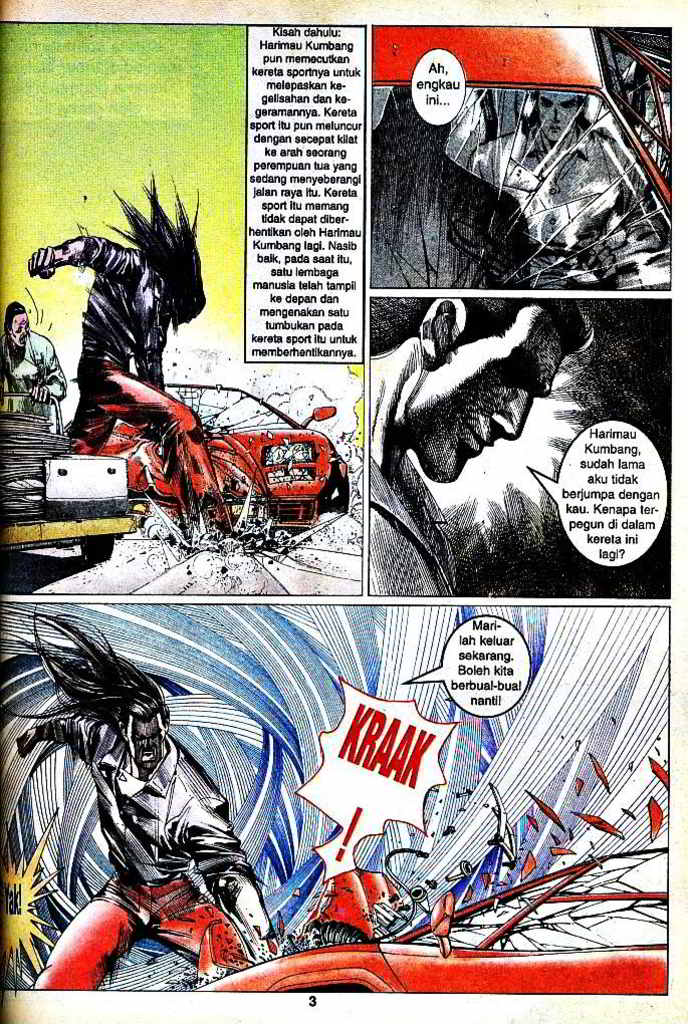 Kisah dahulu:
Harimau Kumbang
pun memecutkan
kereta sportnya untuk
melepaskan ke-
gelisahan dan ke-
geramannya. Kereta
sport itu pun meluncur
dengan secepat kilat
ke arah seorang
perempuan tua yang
sedang menyeberangi
jalan raya itu. Kereta
sport itu memang
tidak dapat diber-
hentikan oleh Harimau
Kumbang lagi. Nasib
baik, pada saat itu,
satu lembaga
manusia telah tampil
ke depan dan
mengenakan satu
tumbukan pada
kereta sport itu untuk
memberhentikannya.
Ah,
engkau
ini...
Harimau
Kumbang,
sudah lama
aku tidak
berjumpa dengan
kau. Kenapa ter-
pegun di dalam
kereta ini
lagi?
Mari-
lah keluar
sekarang.
Boleh kita
berbual-bual
nanti!
KRAAK
!
3